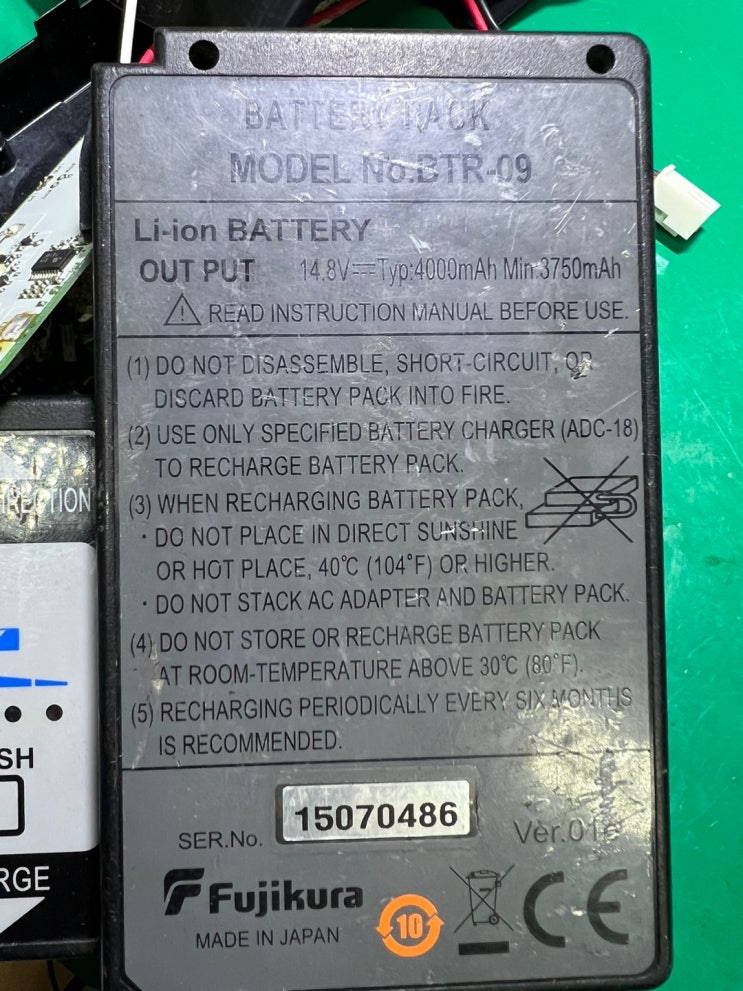 BATTERY PACK
MODEL No.BTR-09
Li-ion BATTERY
OUT PUT 14.8V⎓Typ:4000mAh Min:3750mAh
⚠ READ INSTRUCTION MANUAL BEFORE USE.
(1) DO NOT DISASSEMBLE, SHORT-CIRCUIT, OR
DISCARD BATTERY PACK INTO FIRE.
(2) USE ONLY SPECIFIED BATTERY CHARGER (ADC-18)
TO RECHARGE BATTERY PACK.
(3) WHEN RECHARGING BATTERY PACK,
· DO NOT PLACE IN DIRECT SUNSHINE
OR HOT PLACE, 40°C (104°F) OR HIGHER.
· DO NOT STACK AC ADAPTER AND BATTERY PACK.
(4) DO NOT STORE OR RECHARGE BATTERY PACK
AT ROOM-TEMPERATURE ABOVE 30°C (80°F).
(5) RECHARGING PERIODICALLY EVERY SIX MONTHS
IS RECOMMENDED.
SER.No. 15070486
Fujikura
MADE IN JAPAN
10
CE